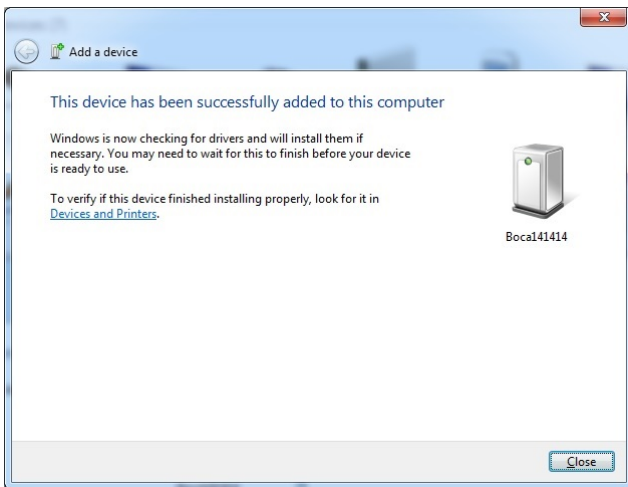 Add a device
This device has been successfully added to this computer
Windows is now checking for drivers and will install them if
necessary. You may need to wait for this to finish before your device
is ready to use.
To verify if this device finished installing properly, look for it in
Devices and Printers.
Boca141414
Close